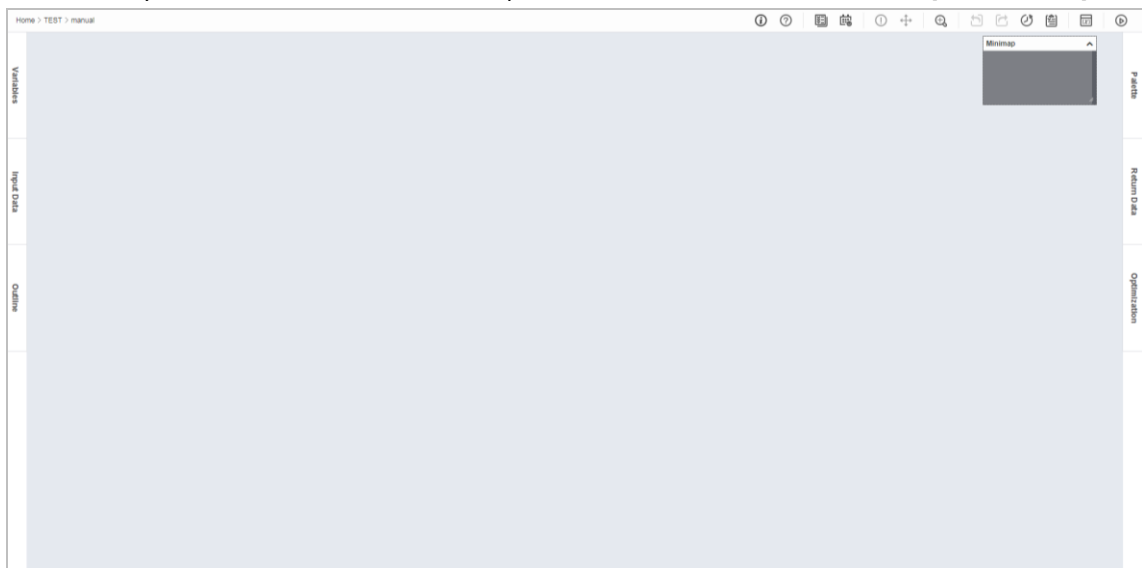 Home > TEST > manual
Minimap
Variables
Input Data
Outline
Palette
Return Data
Optimization